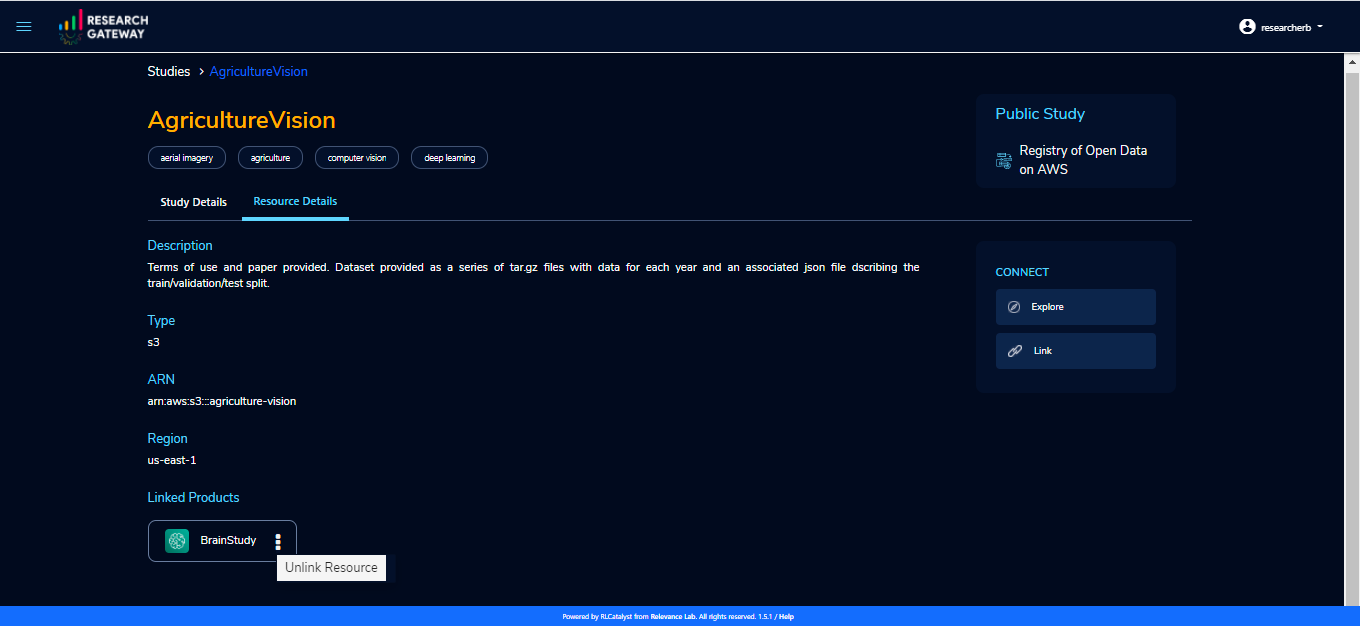 RESEARCH
GATEWAY
researcherb
Studies > AgricultureVision
AgricultureVision
aerial imagery
agriculture
computer vision
deep learning
Public Study
Registry of Open Data
on AWS
Study Details
Resource Details
Description
Terms of use and paper provided. Dataset provided as a series of tar.gz files with data for each year and an associated json file dscribing the
train/validation/test split.
Type
s3
ARN
arn:aws:s3:::agriculture-vision
Region
us-east-1
Linked Products
BrainStudy
Unlink Resource
CONNECT
Explore
Link
Powered by RLCatalyst from Relevance Lab. All rights reserved. 1.5.1 / Help